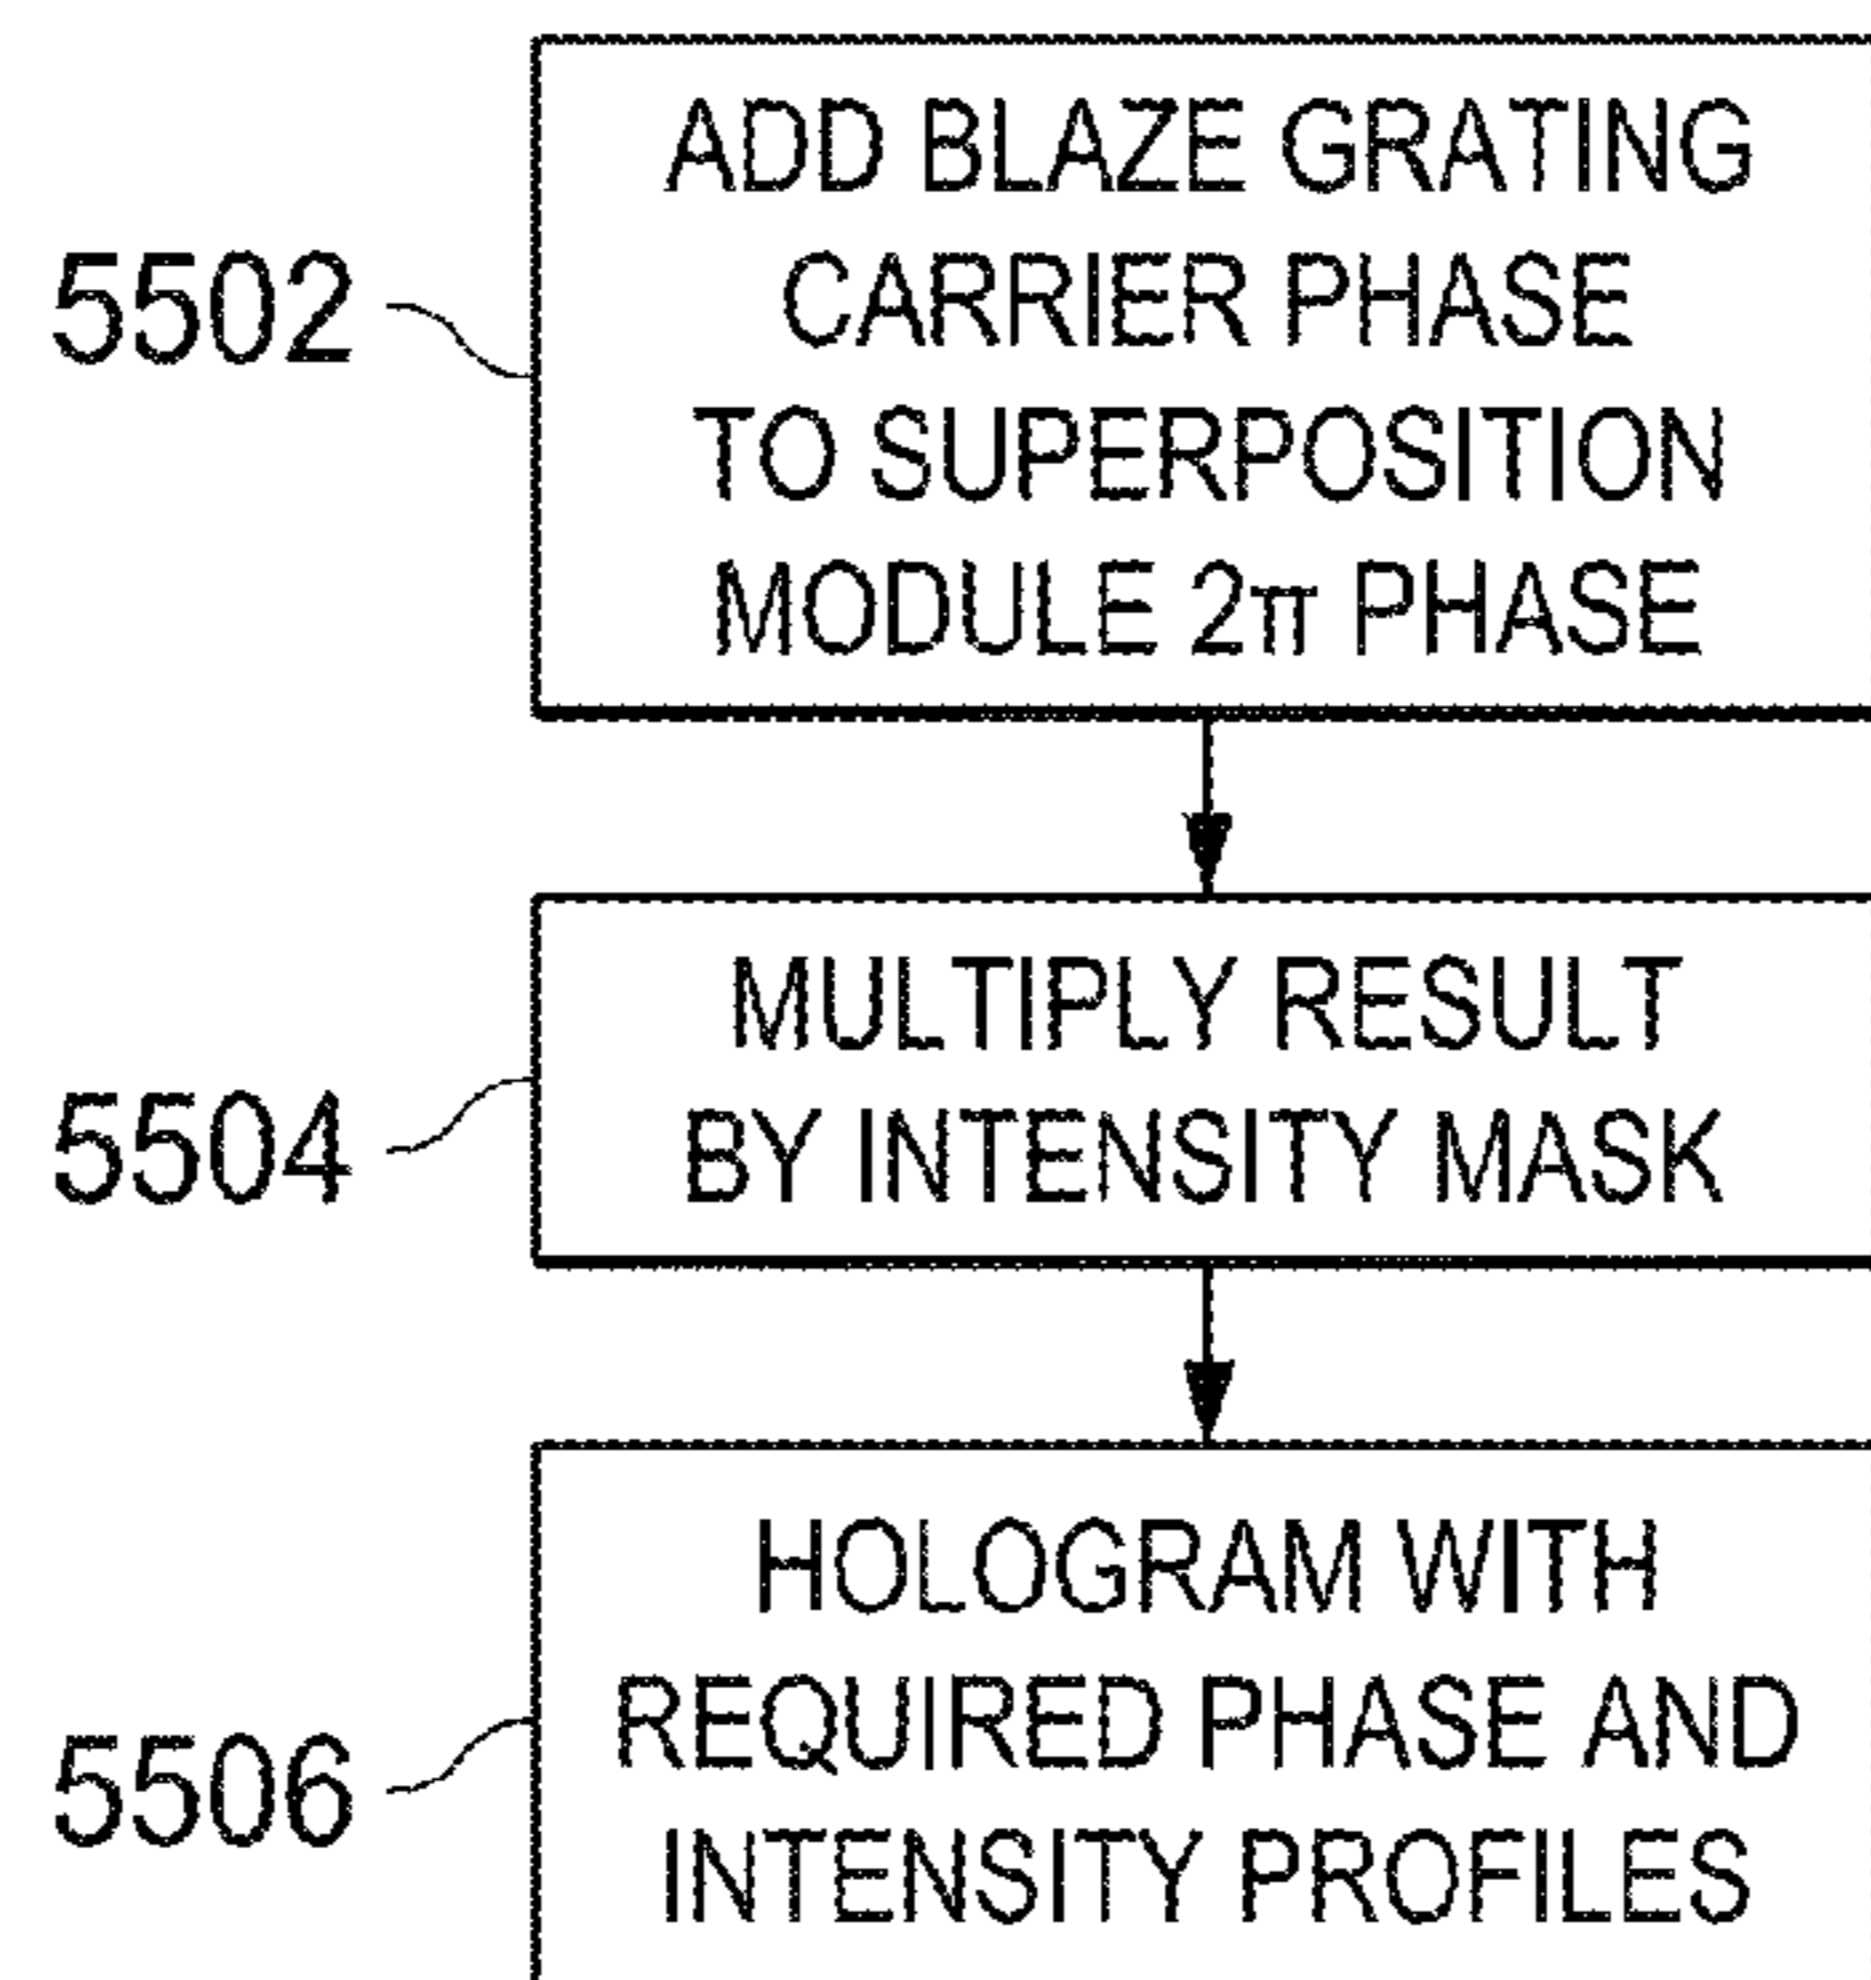 5502
ADD BLAZE GRATING
CARRIER PHASE
TO SUPERPOSITION
MODULE 2π PHASE
5504
MULTIPLY RESULT
BY INTENSITY MASK
5506
HOLOGRAM WITH
REQUIRED PHASE AND
INTENSITY PROFILES